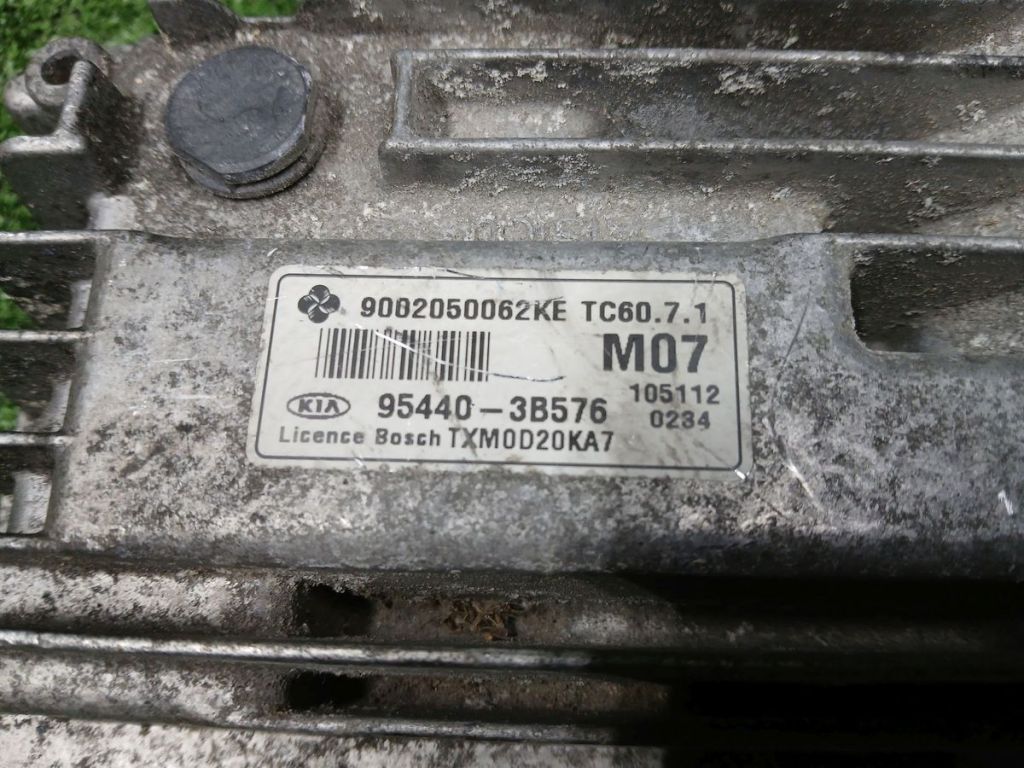 9002050062KE TC60.7.1
M07
KIA 95440-3B576 105112
0234
Licence Bosch TXM0D20KA7